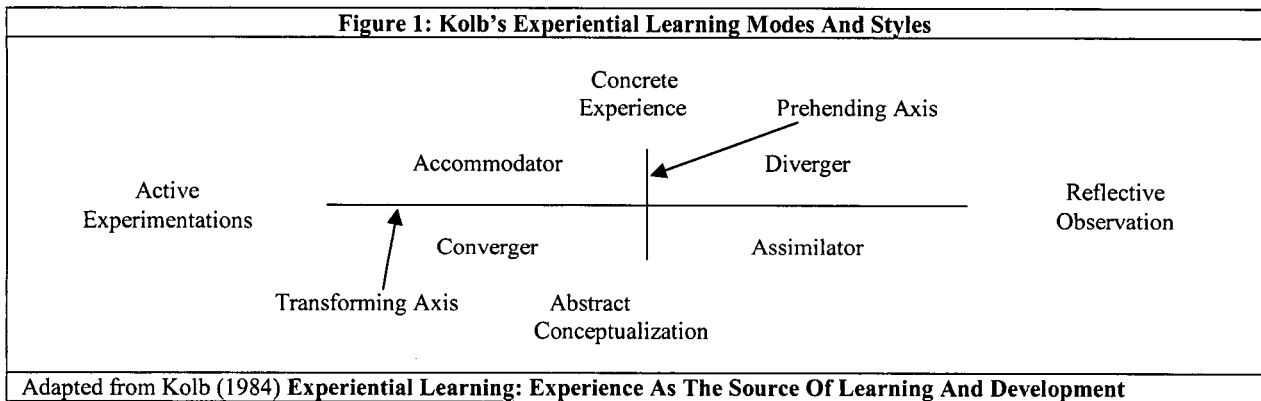 Figure 1: Kolb's Experiential Learning Modes And Styles
Concrete
Experience
Prehending Axis
Accommodator
Diverger
Active
Experimentations
Reflective
Observation
Converger
Assimilator
Transforming Axis
Abstract
Conceptualization
Adapted from Kolb (1984) Experiential Learning: Experience As The Source Of Learning And Development